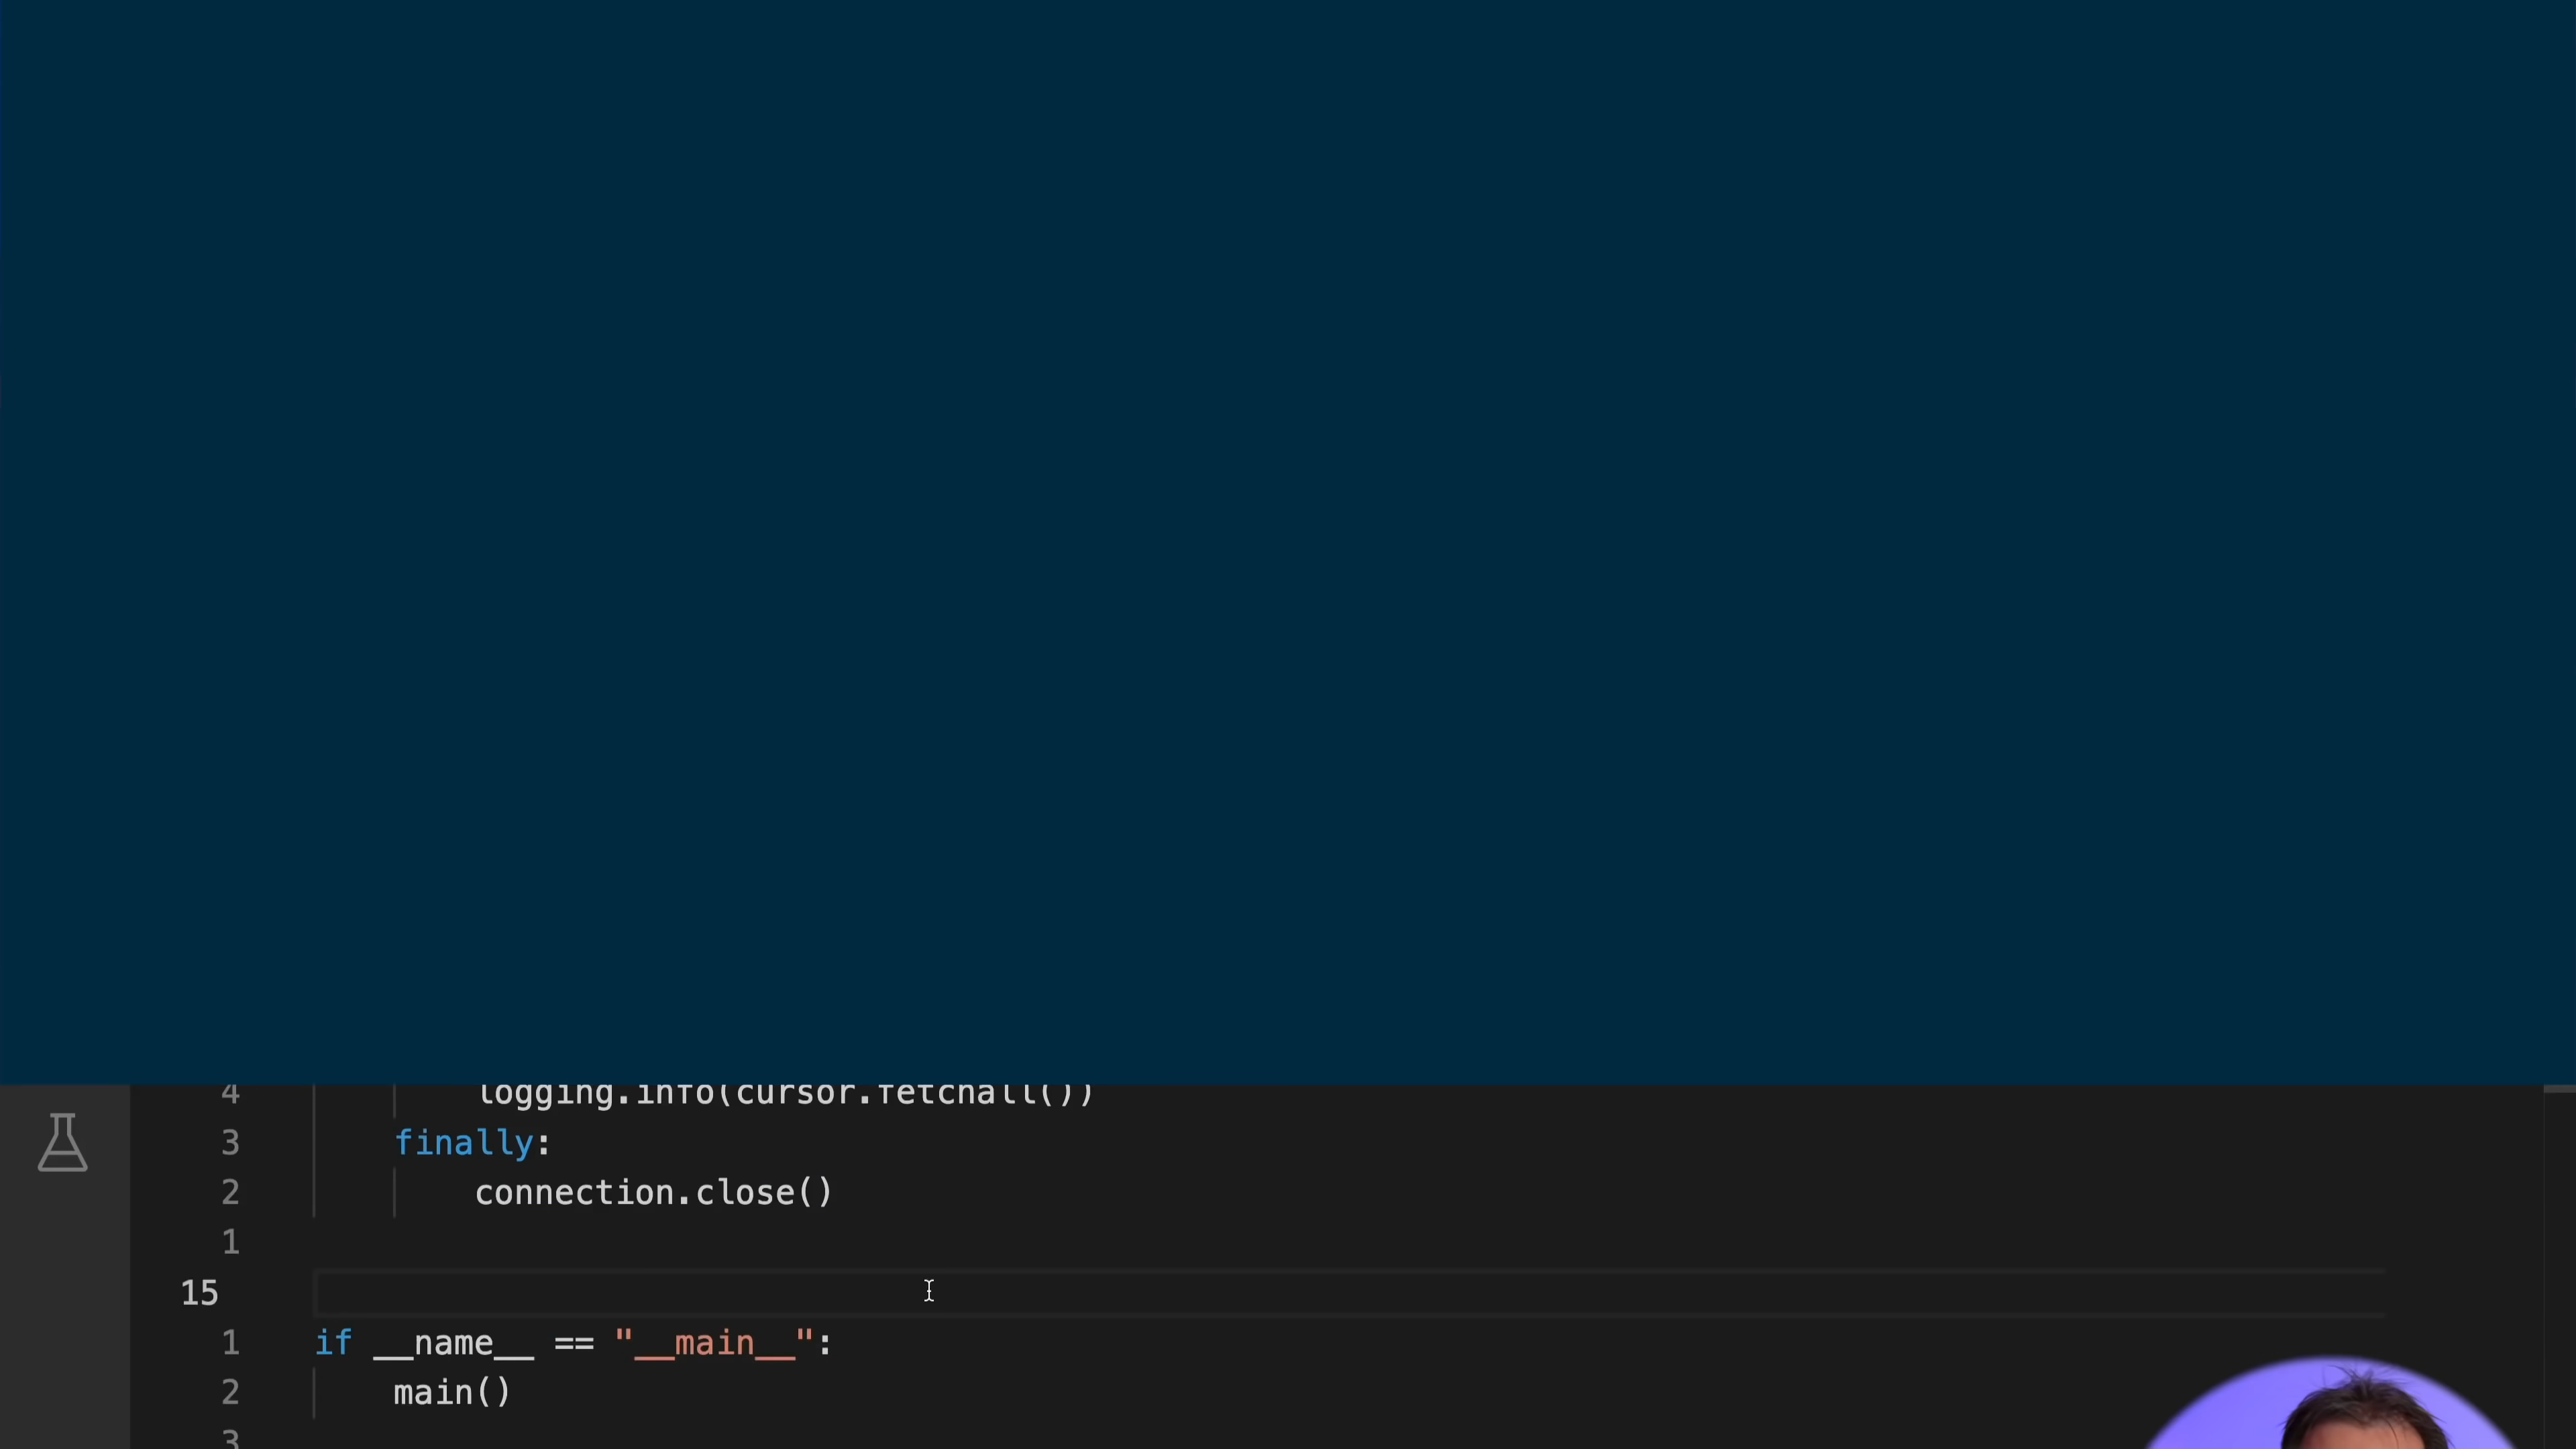 4 logging.info(cursor.fetchall())
3 finally:
2 connection.close()
1
15
1 if __name__ == "__main__":
2 main()
3